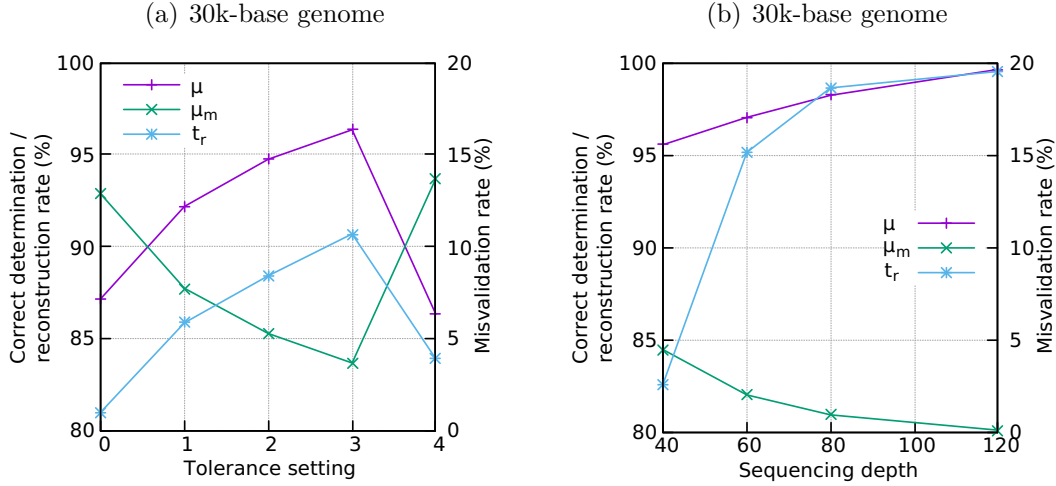 (a) 30k-base genome
100
95
90
85
80
Correct determination /
reconstruction rate (%)
μ
μm
tr
20
15
10
5
0
Misvalidation rate (%)
0 1 2 3 4
Tolerance setting
(b) 30k-base genome
100
95
90
85
80
Correct determination /
reconstruction rate (%)
μ
μm
tr
20
15
10
5
0
Misvalidation rate (%)
40 60 80 100 120
Sequencing depth